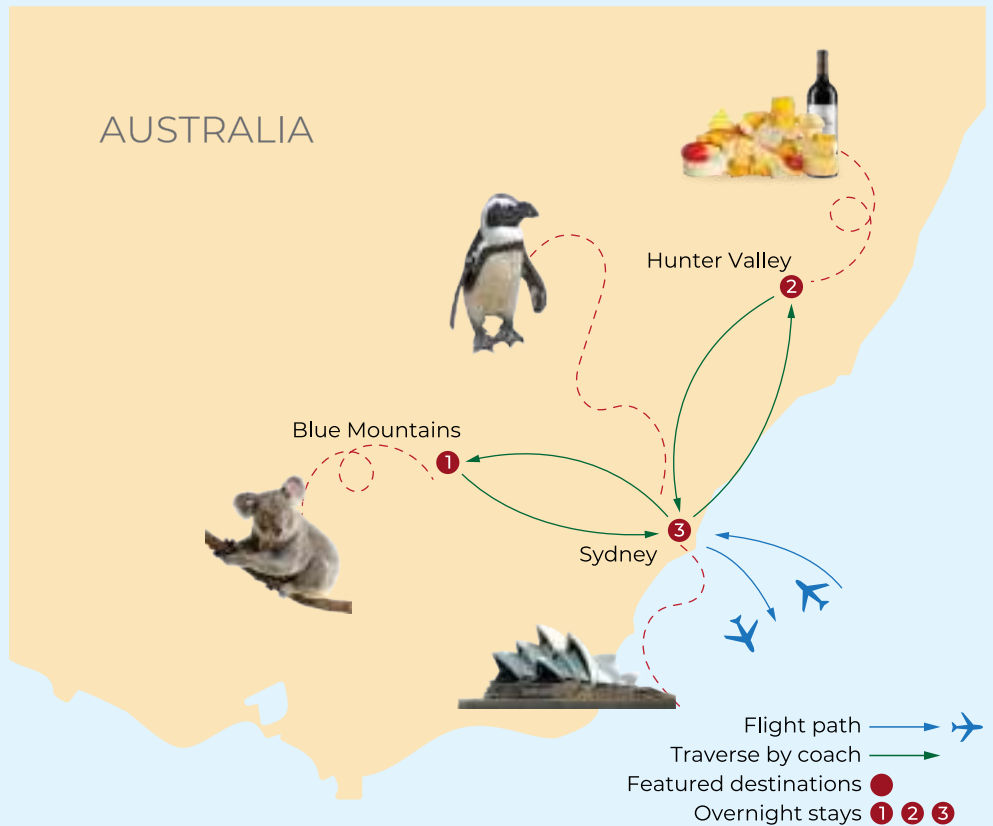 AUSTRALIA
Hunter Valley
2
Blue Mountains
1
3
Sydney
Flight path
Traverse by coach
Featured destinations
Overnight stays 1 2 3